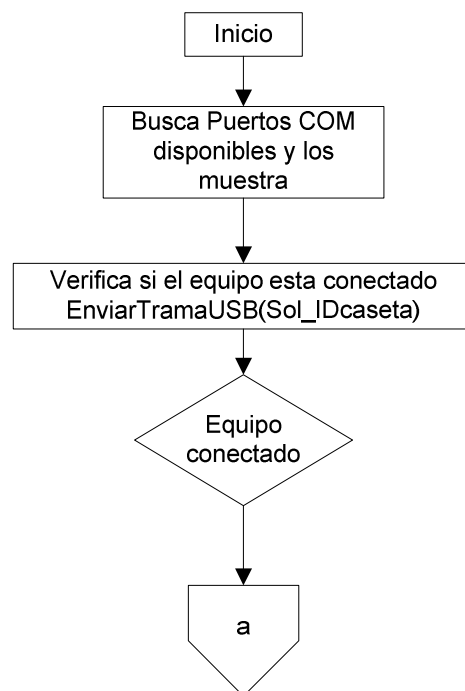 Inicio
Busca Puertos COM
disponibles y los
muestra
Verifica si el equipo esta conectado
EnviarTramaUSB(Sol_IDcaseta)
Equipo
conectado
a